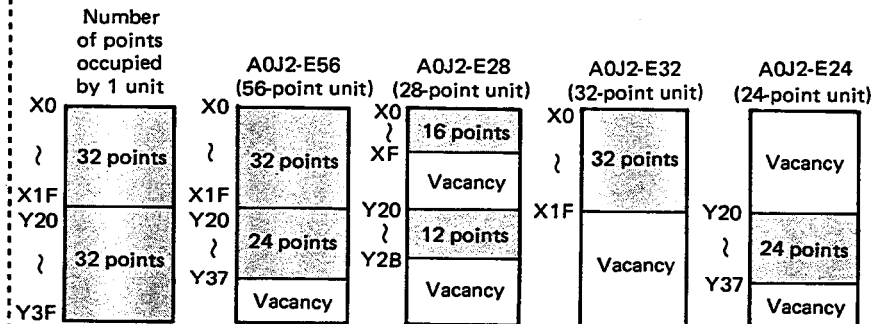 Number
of points
occupied
by 1 unit
X0
≀
X1F
Y20
≀
Y3F
32 points
32 points
A0J2-E56
(56-point unit)
X0
≀
X1F
Y20
≀
Y37
32 points
24 points
Vacancy
A0J2-E28
(28-point unit)
X0
≀
XF
Y20
≀
Y2B
16 points
Vacancy
12 points
Vacancy
A0J2-E32
(32-point unit)
X0
≀
X1F
32 points
Vacancy
A0J2-E24
(24-point unit)
Y20
≀
Y37
Vacancy
24 points
Vacancy